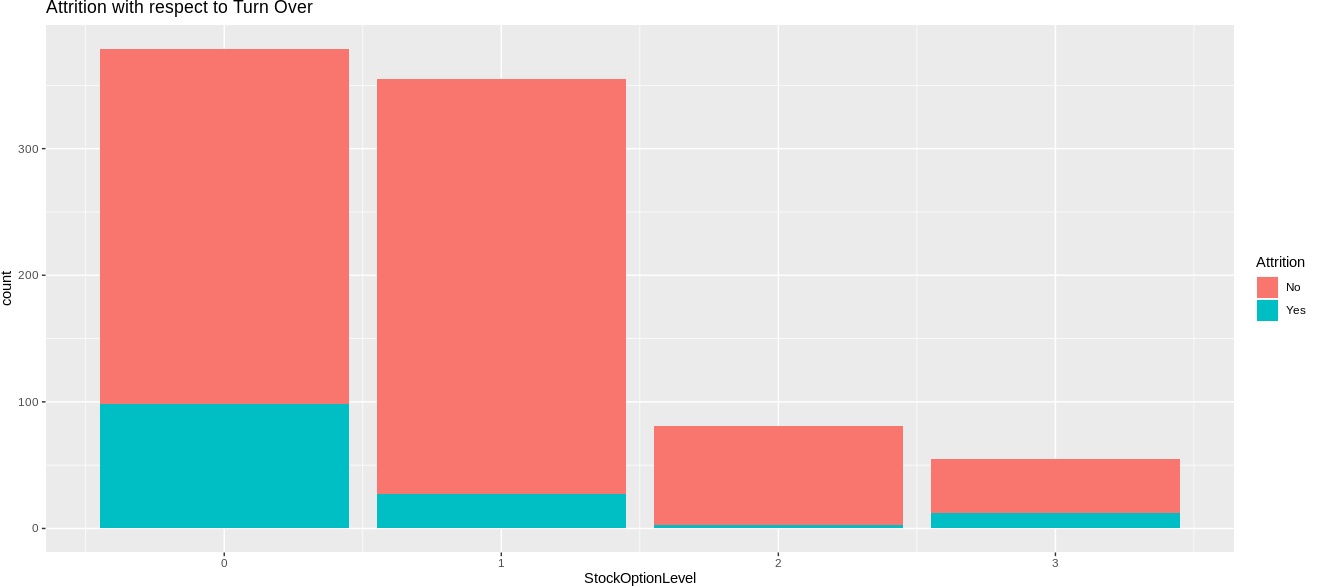 Attrition with respect to Turn Over
count
300
200
100
0
0 1 2 3
StockOptionLevel
Attrition
No
Yes